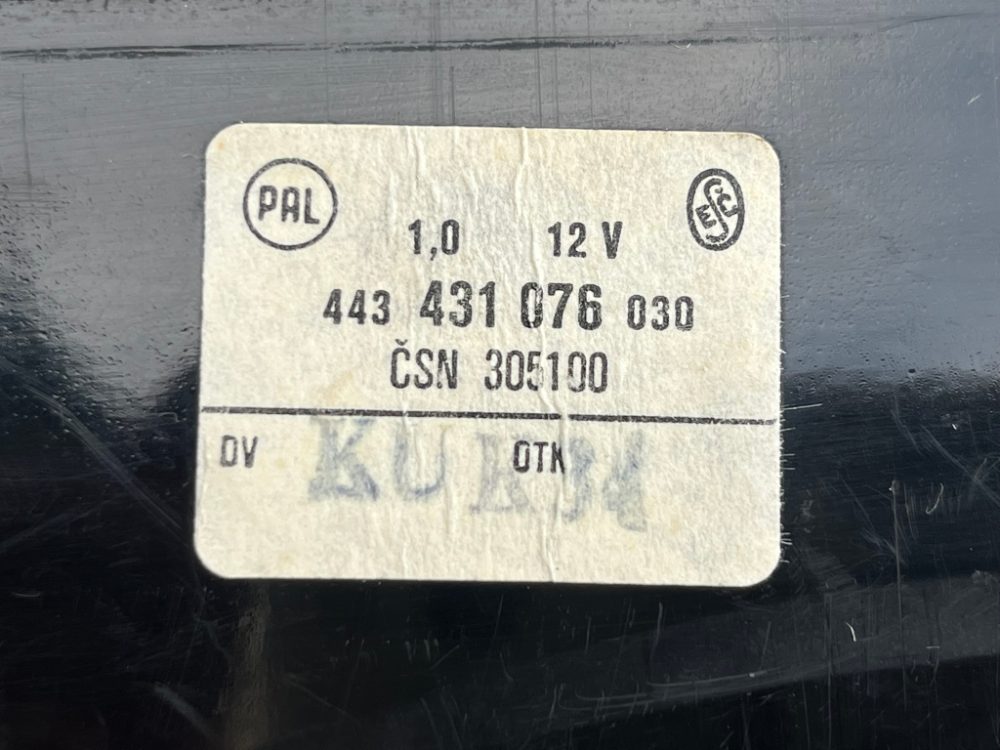 PAL
1,0 12 V
443 431 076 030
ČSN 305100
DV OTK